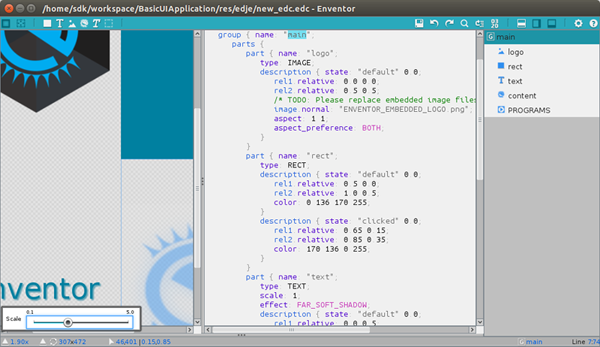 /home/sdk/workspace/BasicUIApplication/res/edje/new_edc.edc - Enventor
group { name "main";
parts {
part { name "logo";
type IMAGE;
description { state "default" 0 0;
rel1 relative 0 0 0 0;
rel2 relative 0 5 0 5;
/* TODO: Please replace embedded image files
image normal "ENVENTOR_EMBEDDED_LOGO.png";
aspect 1 1;
aspect_preference BOTH;
}
}
part { name "rect";
type RECT;
description { state "default" 0 0;
rel1 relative 0 5 0 0;
rel2 relative 1 0 0 5;
color 0 136 170 255;
}
description { state "clicked" 0 0;
rel1 relative 0 65 0 15;
rel2 relative 0 85 0 35;
color 170 136 0 255;
}
}
part { name "text";
type TEXT;
scale 1;
effect FAR_SOFT_SHADOW;
description { state "default" 0 0;
rel1 relative 0 0 0 5;
main
logo
rect
text
content
PROGRAMS
nventor
Scale
0.1
5.0
1.90x
307x472
46,401 |0.15,0.85
main
Line 7:74